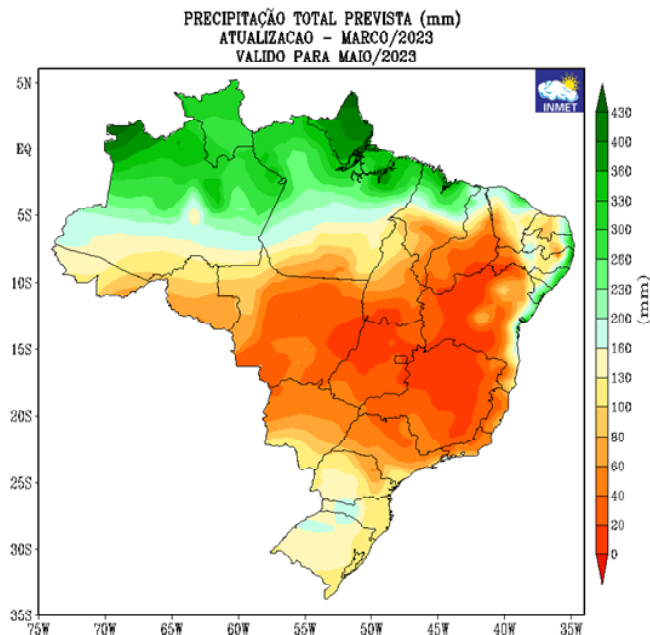 PRECIPITAÇÃO TOTAL PREVISTA (mm)
ATUALIZACAO - MARCO/2023
VALIDO PARA MAIO/2023
INMET
5N
EQ
5S
10S
15S
20S
25S
30S
35S
75W
70W
65W
60W
55W
50W
45W
40W
35W
430
400
360
330
300
260
230
200
160
130
100
80
60
40
20
0
(mm)